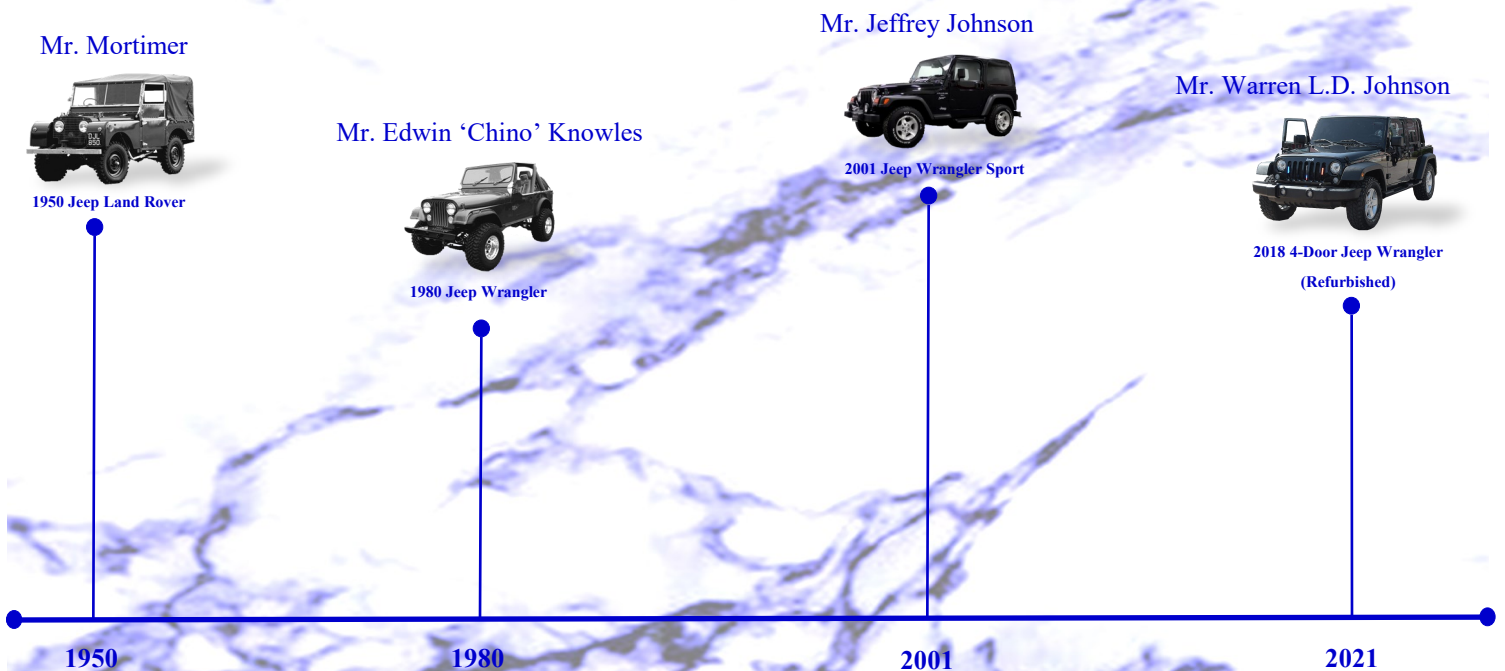 Mr. Mortimer
1950 Jeep Land Rover
Mr. Edwin ‘Chino’ Knowles
1980 Jeep Wrangler
Mr. Jeffrey Johnson
2001 Jeep Wrangler Sport
Mr. Warren L.D. Johnson
2018 4-Door Jeep Wrangler
(Refurbished)
1950
1980
2001
2021